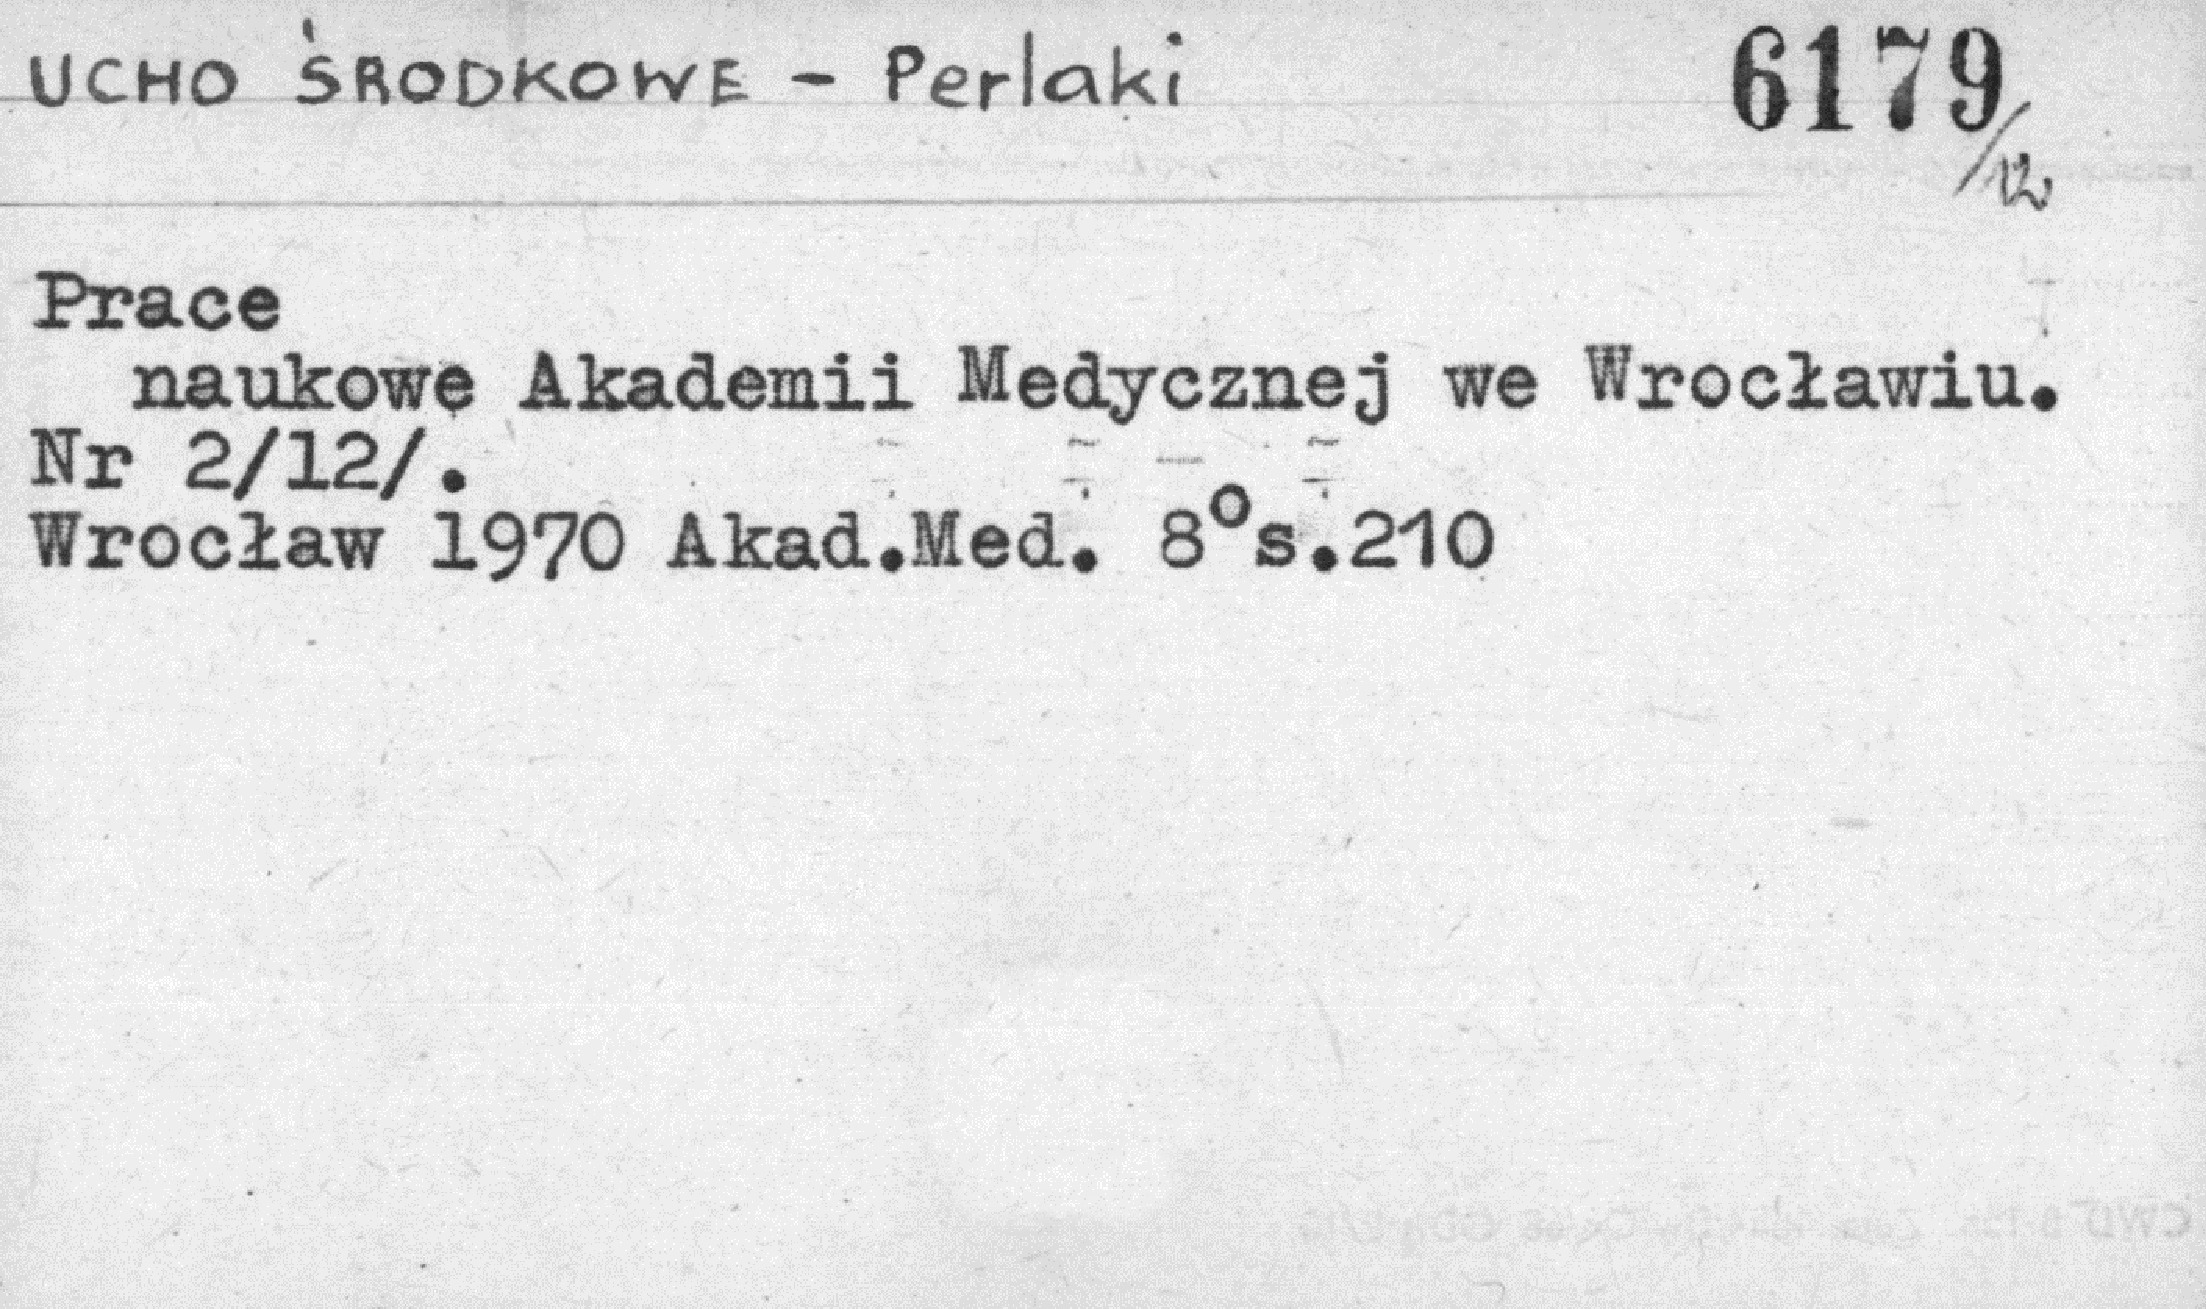 UCHO ŚRODKOWE - Perlaki 6179/12
Prace
naukowe Akademii Medycznej we Wrocławiu.
Nr 2/12/.
Wrocław 1970 Akad.Med. 8°s.210